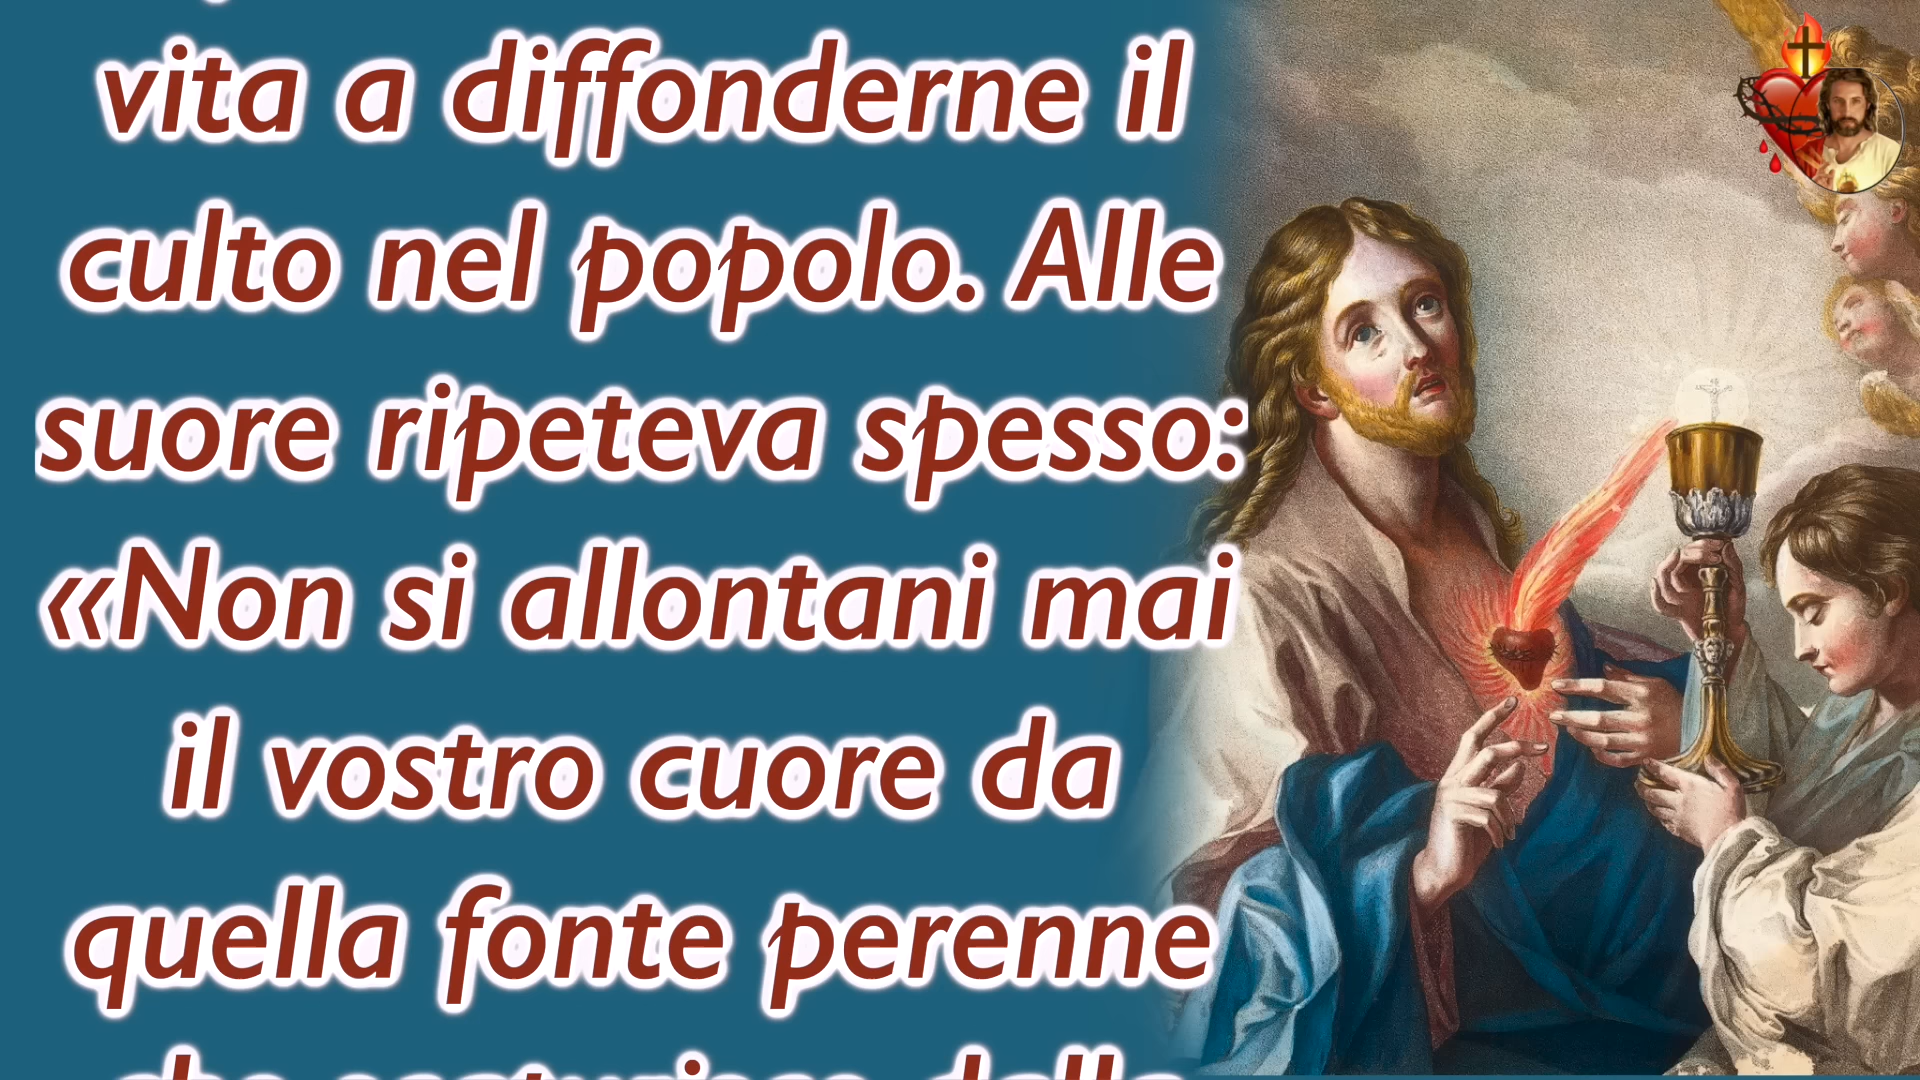 vita a diffonderne il
culto nel popolo. Alle
suore ripeteva spesso:
«Non si allontani mai
il vostro cuore da
quella fonte perenne